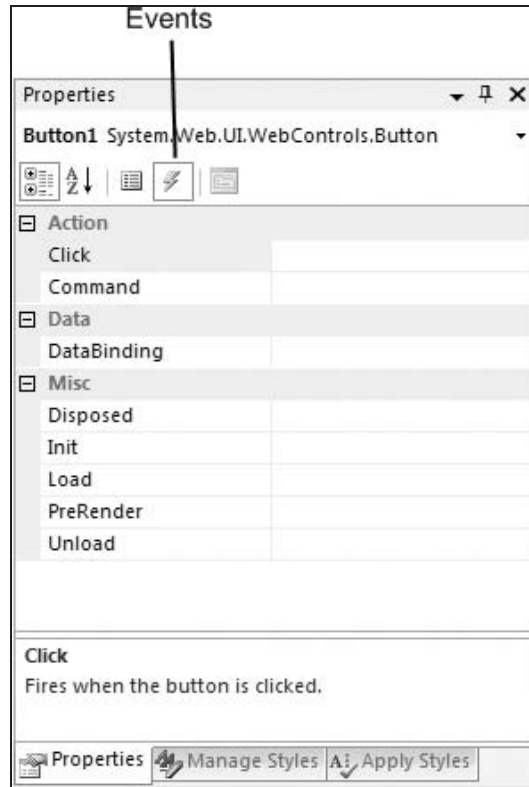 Events
Properties
Button1 System.Web.UI.WebControls.Button
A
Z
Action
Click
Command
Data
DataBinding
Misc
Disposed
Init
Load
PreRender
Unload
Click
Fires when the button is clicked.
Properties Manage Styles Apply Styles